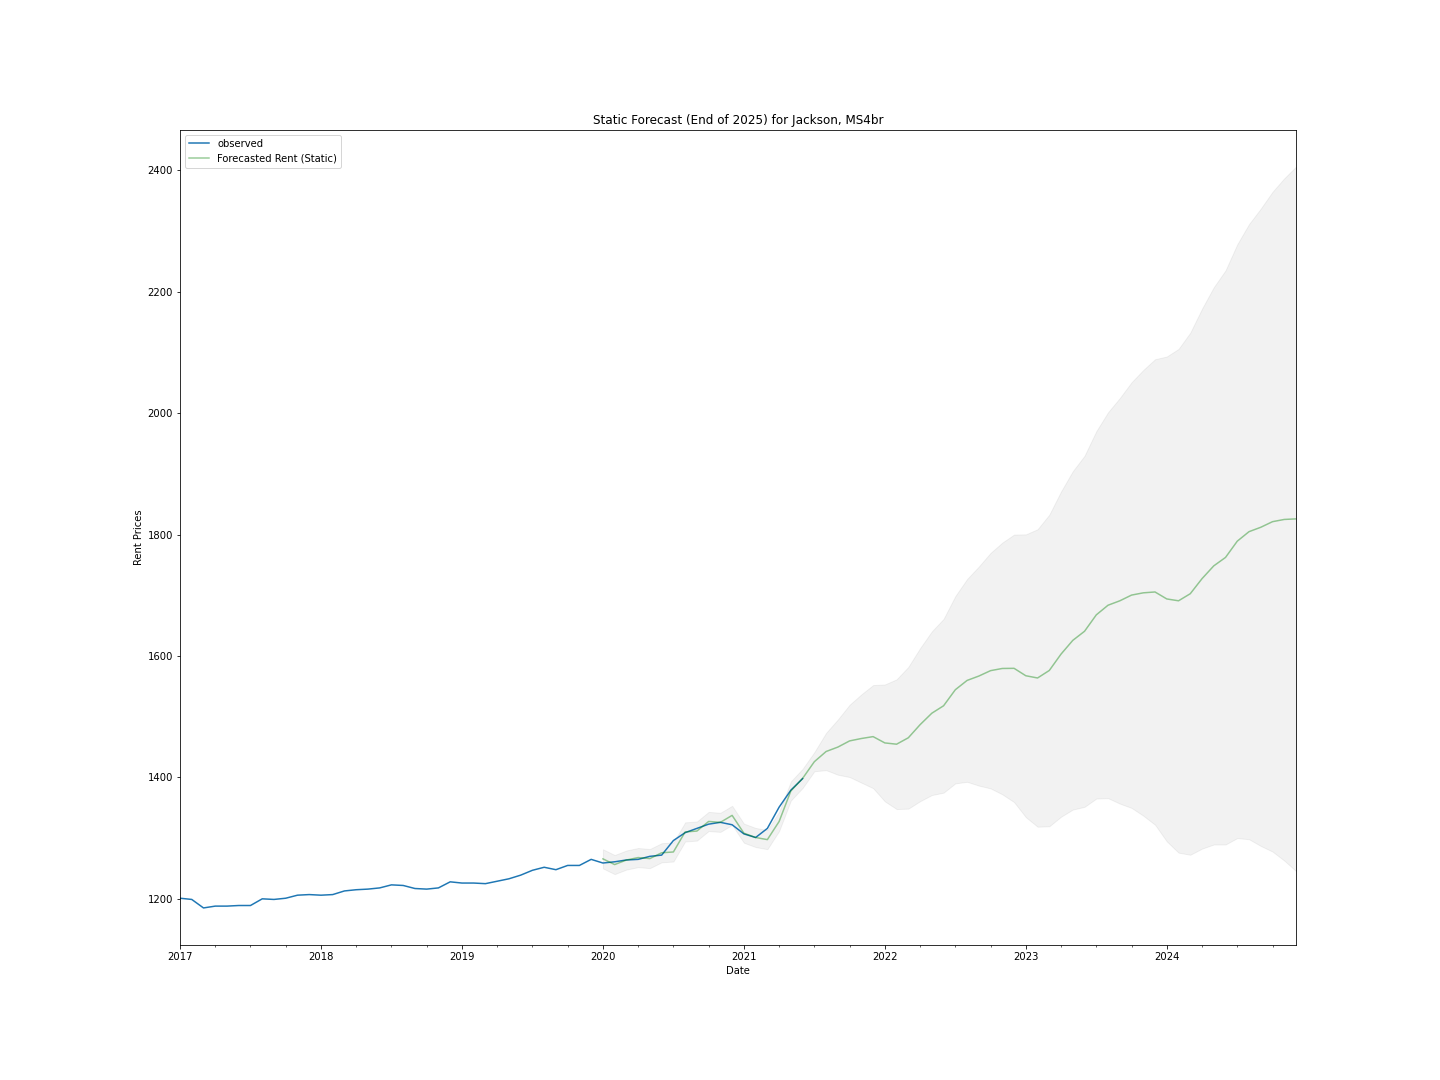 Static Forecast (End of 2025) for Jackson, MS4br
observed
Forecasted Rent (Static)
2400
2200
2000
1800
1600
1400
1200
Rent Prices
2017 2018 2019 2020 2021 2022 2023 2024
Date